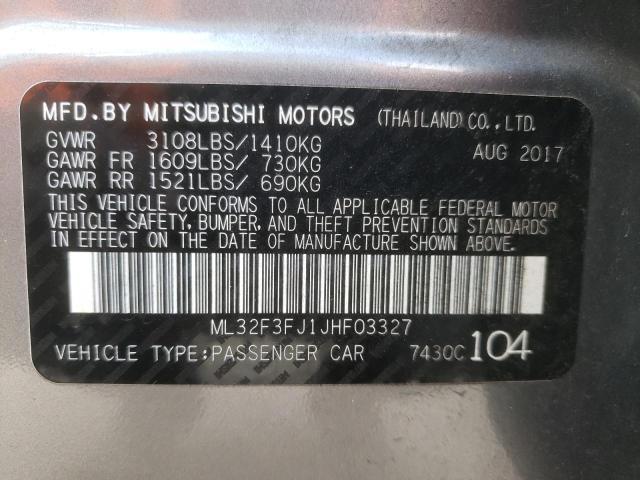 MFD.BY MITSUBISHI MOTORS (THAILAND) CO.,LTD.
GVWR 3108LBS/1410KG AUG 2017
GAWR FR 1609LBS/ 730KG
GAWR RR 1521LBS/ 690KG
THIS VEHICLE CONFORMS TO ALL APPLICABLE FEDERAL MOTOR
VEHICLE SAFETY, BUMPER, AND THEFT PREVENTION STANDARDS
IN EFFECT ON THE DATE OF MANUFACTURE SHOWN ABOVE.
ML32F3FJ1JHF03327
VEHICLE TYPE:PASSENGER CAR 7430C 104